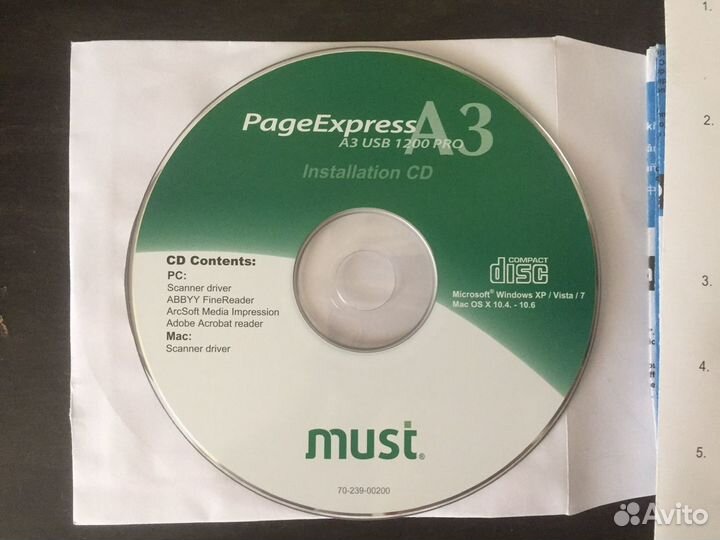 PageExpress A3
A3 USB 1200 PRO
Installation CD
CD Contents:
PC:
Scanner driver
ABBYY FineReader
ArcSoft Media Impression
Adobe Acrobat reader
Mac:
Scanner driver
COMPACT
disc
Microsoft® Windows XP / Vista / 7
Mac OS X 10.4. - 10.6
must®
70-239-00200
1.
2.
3.
4.
5.
Avito